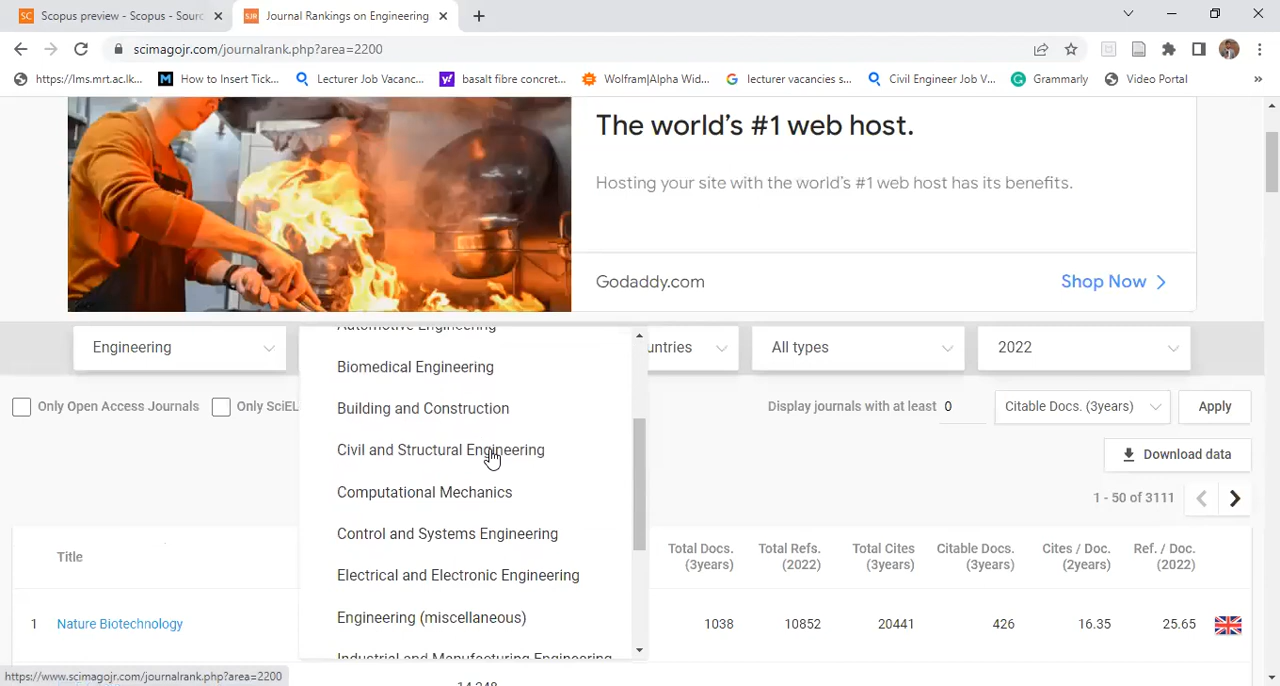 Scopus preview - Scopus - Sourc
Journal Rankings on Engineering
scimagojr.com/journalrank.php?area=2200
https://lms.mrt.ac.lk...
How to Insert Tick...
Lecturer Job Vacanc...
basalt fibre concret...
Wolfram|Alpha Wid...
lecturer vacancies s...
Civil Engineer Job V...
Grammarly
Video Portal
»
The world's #1 web host.
Hosting your site with the world's #1 web host has its benefits.
Godaddy.com
Shop Now
Engineering
Automotive Engineering
untries
All types
2022
Biomedical Engineering
Building and Construction
Civil and Structural Engineering
Computational Mechanics
Control and Systems Engineering
Electrical and Electronic Engineering
Engineering (miscellaneous)
Industrial and Manufacturing Engineering
Only Open Access Journals
Only SciEL
Display journals with at least 0
Citable Docs. (3years)
Apply
Download data
1 - 50 of 3111
Title
Total Docs. (3years)
Total Refs. (2022)
Total Cites (3years)
Citable Docs. (3years)
Cites / Doc. (2years)
Ref. / Doc. (2022)
1 Nature Biotechnology 1038 10852 20441 426 16.35 25.65
https://www.scimagojr.com/journalrank.php?area=2200